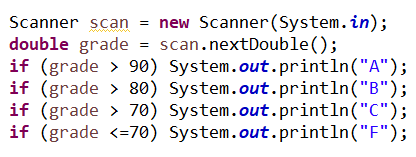 Scanner scan = new Scanner(System.in);
double grade = scan.nextDouble();
if (grade > 90) System.out.println("A");
if (grade > 80) System.out.println("B");
if (grade > 70) System.out.println("C");
if (grade <=70) System.out.println("F");